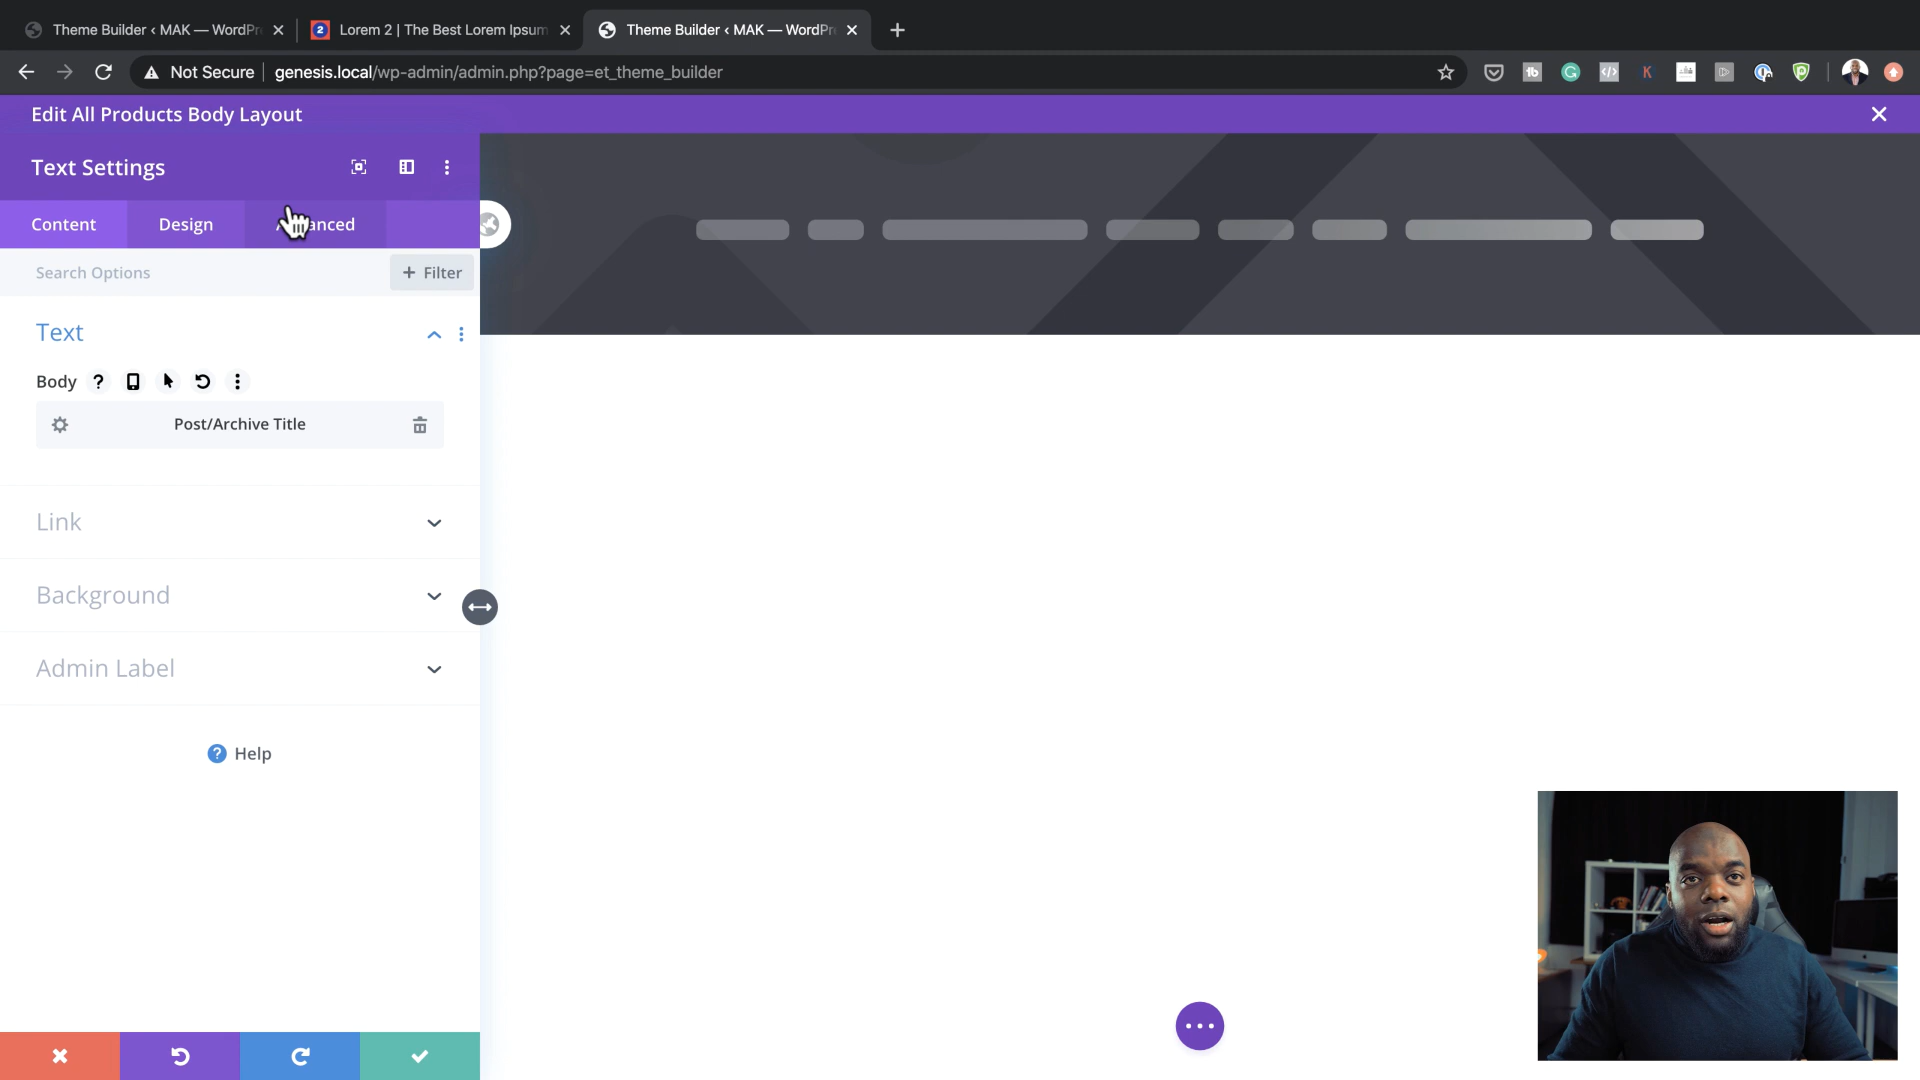 Theme Builder ‹ MAK — WordPr
2 Lorem 2 | The Best Lorem Ipsum
Theme Builder ‹ MAK — WordPr
Not Secure genesis.local/wp-admin/admin.php?page=et_theme_builder
Edit All Products Body Layout
Text Settings
Content Design
Search Options + Filter
Text
Body ?
Post/Archive Title
Link
Background
Admin Label
? Help